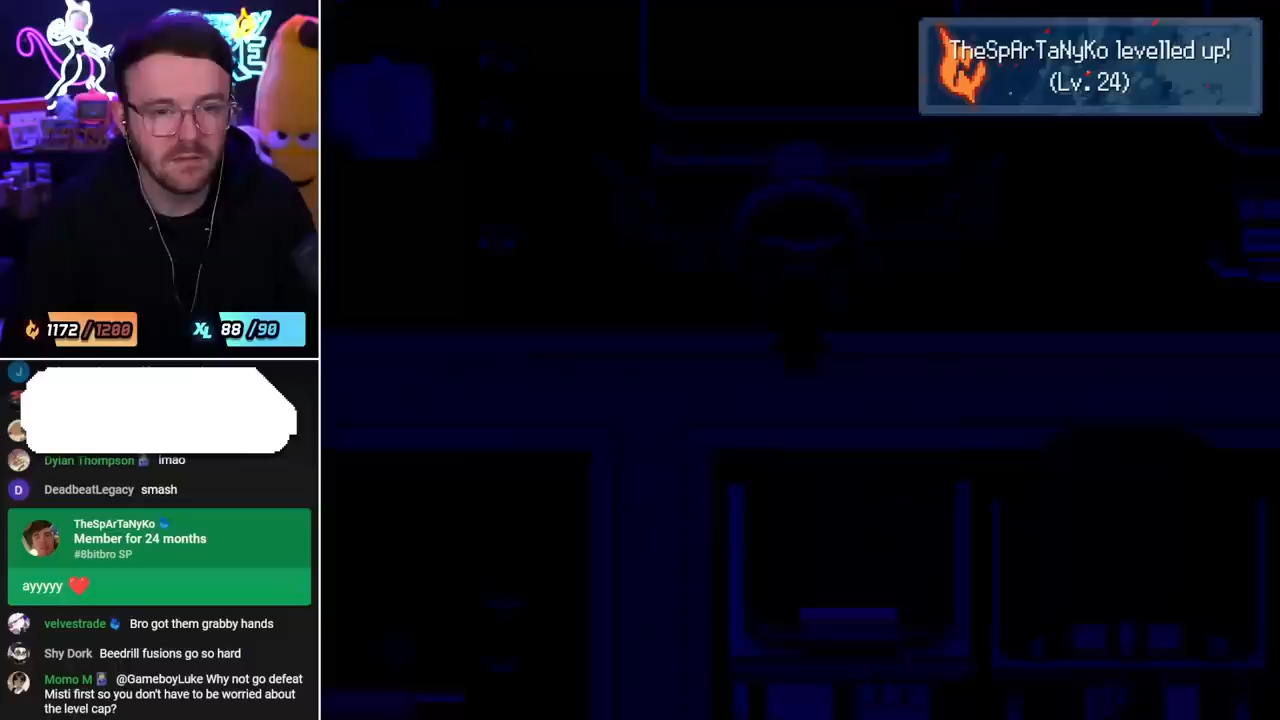 TheSpArTaNyKo levelled up!
(Lv. 24)
1172/1200
XL 88/90
J
Dylan Thompson lmao
D DeadbeatLegacy smash
TheSpArTaNyKo
Member for 24 months
#8bitbro SP
ayyyyy ❤️
velvestrade Bro got them grabby hands
Shy Dork Beedrill fusions go so hard
Momo M @GameboyLuke Why not go defeat
Misti first so you don't have to be worried about
the level cap?